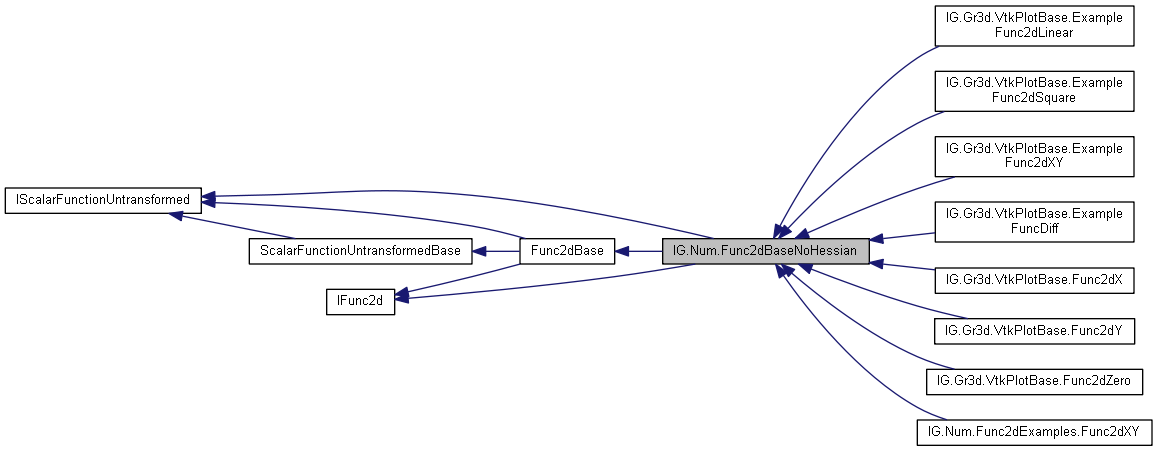 IG.Gr3d.VtkPlotBase.Example
Func2dLinear
IG.Gr3d.VtkPlotBase.Example
Func2dSquare
IG.Gr3d.VtkPlotBase.Example
Func2dXY
IScalarFunctionUntransformed
IG.Gr3d.VtkPlotBase.Example
FuncDiff
ScalarFunctionUntransformedBase
Func2dBase
IG.Num.Func2dBaseNoHessian
IG.Gr3d.VtkPlotBase.Func2dX
IFunc2d
IG.Gr3d.VtkPlotBase.Func2dY
IG.Gr3d.VtkPlotBase.Func2dZero
IG.Num.Func2dExamples.Func2dXY